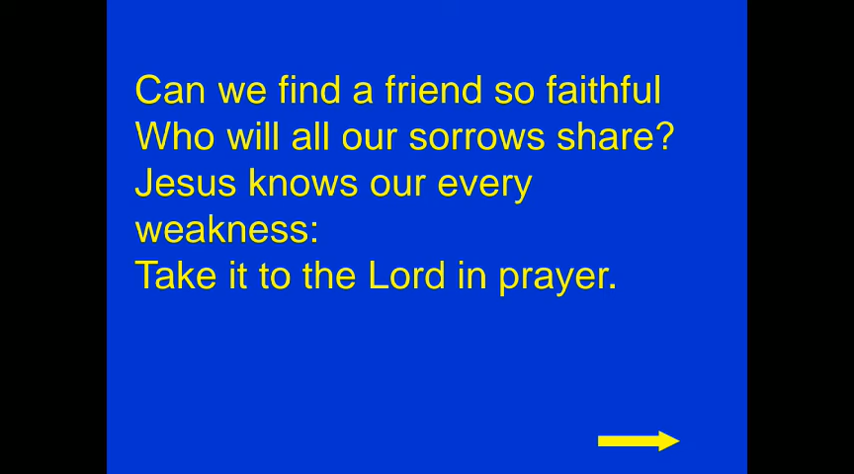 Can we find a friend so faithful
Who will all our sorrows share?
Jesus knows our every
weakness:
Take it to the Lord in prayer.